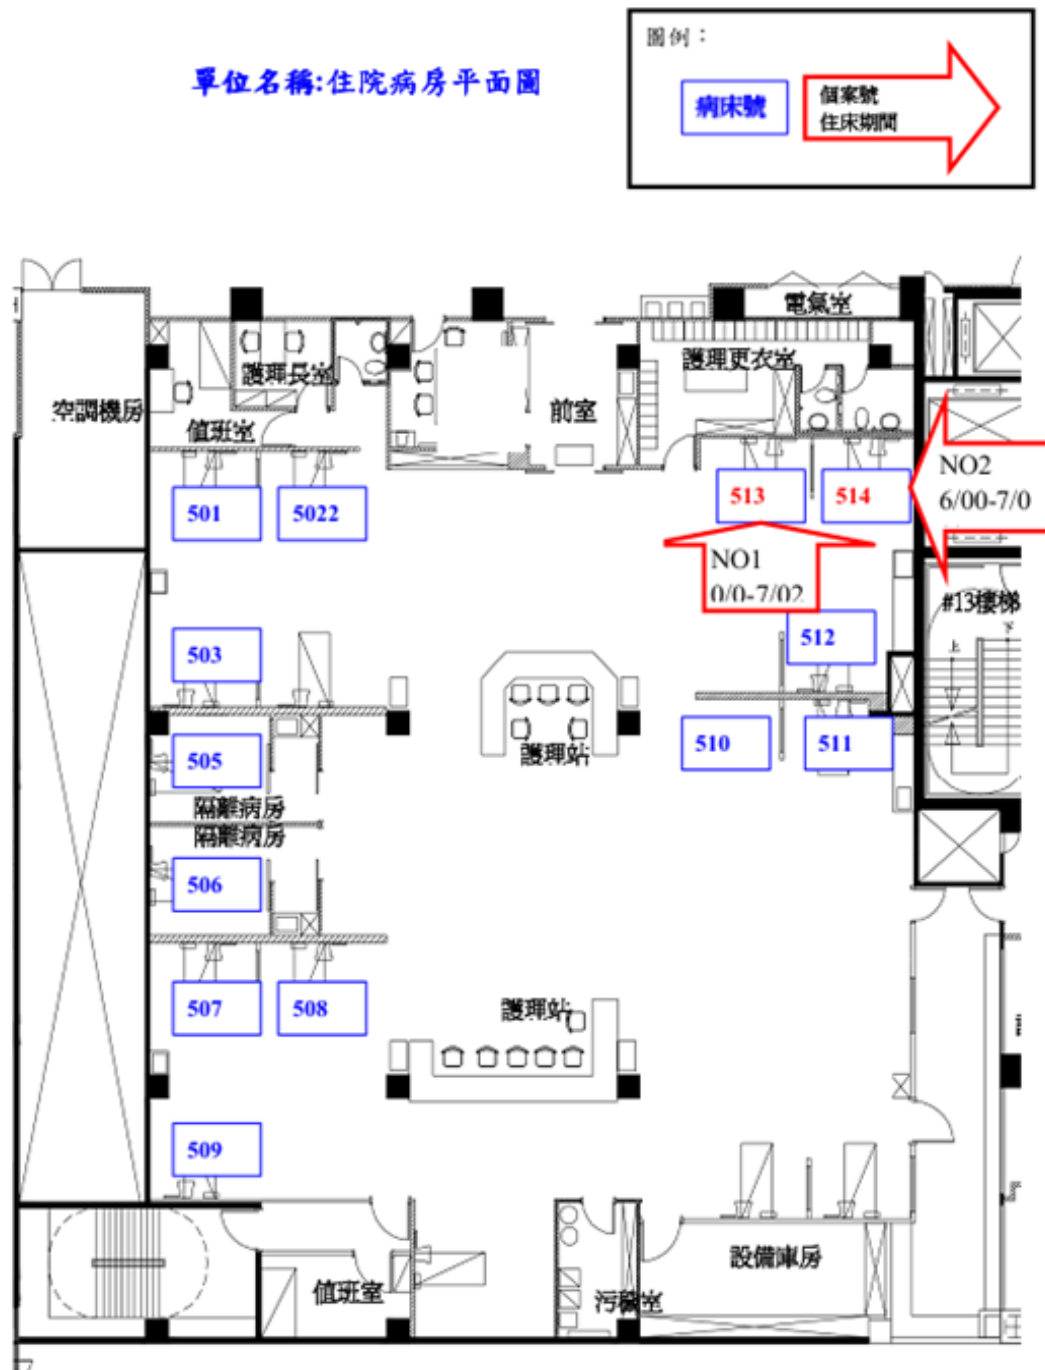 圖例：
單位名稱:住院病房平面圖
病床號
個案號
住床期間
電氣室
護理長室
護理更衣室
空調機房
值班室
前室
NO2
6/00-7/0
501
5022
513
514
NO1
0/0-7/02
#13樓梯
上
下
503
512
505
護理站
510
511
隔離病房
隔離病房
506
507
508
護理站
509
值班室
污穢室
設備庫房